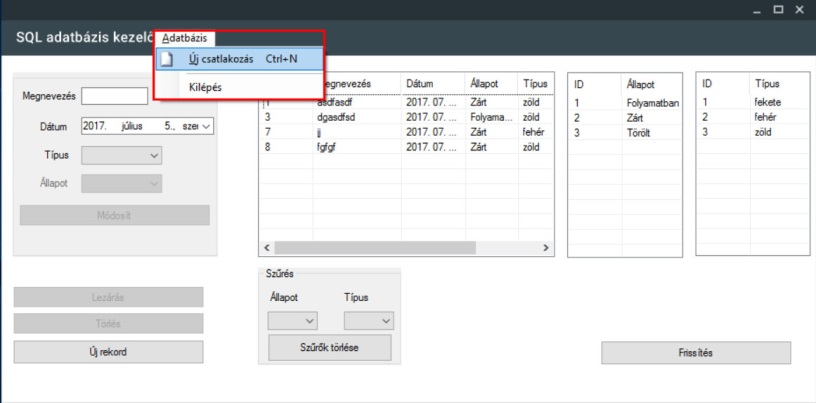 SQL adatbázis kezelő
Adatbázis
Új csatlakozás Ctrl+N
Kilépés
Megnevezés
Dátum 2017. július 5., szer
Típus
Állapot
Módosít
Lezárás
Törlés
Új rekord
egnevezés Dátum Állapot Típus
1 asdfasdf 2017. 07. ... Zárt zöld
3 dgasdfsd 2017. 07. ... Folyama... zöld
7 jj 2017. 07. ... Zárt fehér
8 fgfgf 2017. 07. ... Zárt zöld
ID Állapot
1 Folyamatban
2 Zárt
3 Törölt
ID Típus
1 fekete
2 fehér
3 zöld
Szűrés
Állapot Típus
Szűrők törlése
Frissítés